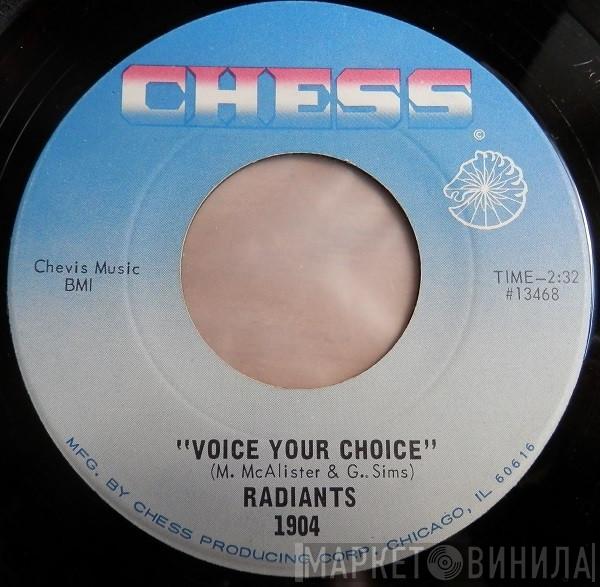 CHESS
©
Chevis Music
BMI
TIME-2:32
#13468
"VOICE YOUR CHOICE"
(M. McAlister & G.. Sims)
RADIANTS
1904
MFG. BY CHESS PRODUCING CORP., CHICAGO, IL 60616
МАРКЕТ ВИНИЛА